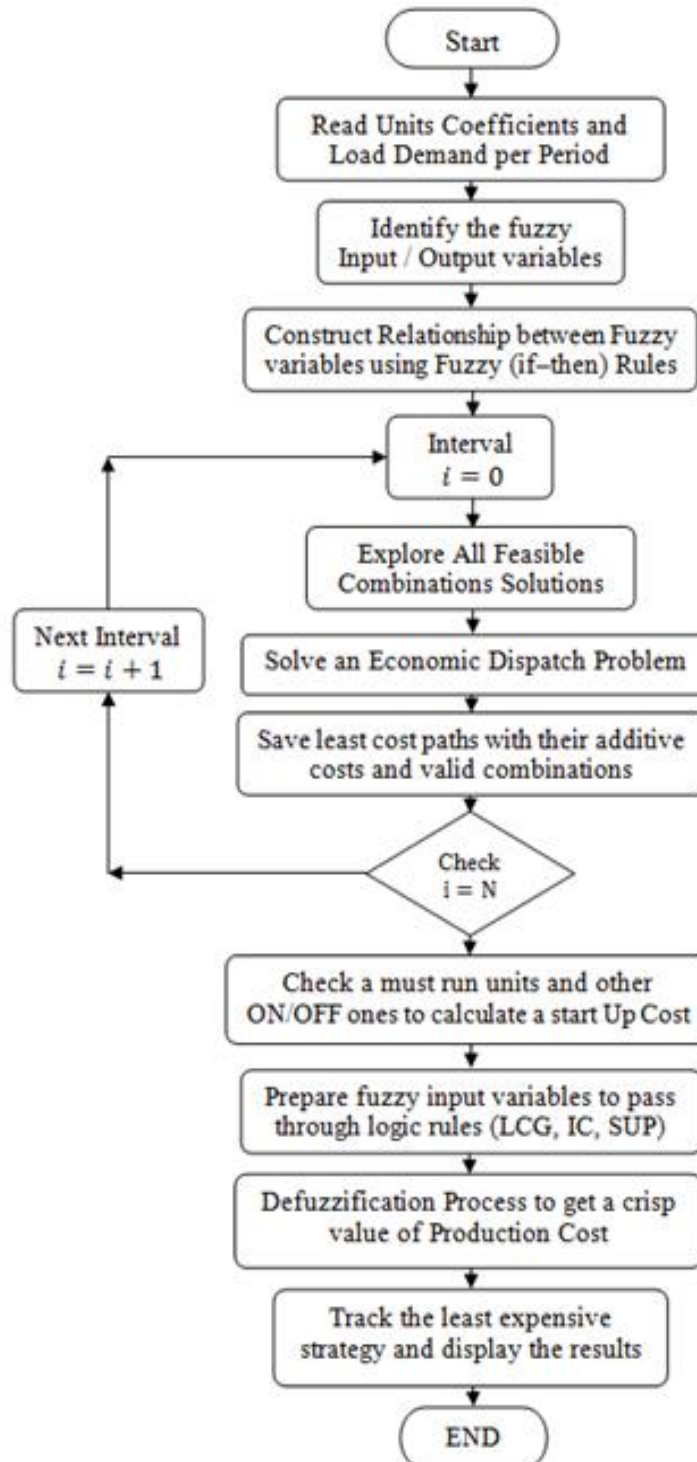 Start
Read Units Coefficients and
Load Demand per Period
Identify the fuzzy
Input / Output variables
Construct Relationship between Fuzzy
variables using Fuzzy (if–then) Rules
Interval
i = 0
Explore All Feasible
Combinations Solutions
Next Interval
i = i + 1
Solve an Economic Dispatch Problem
Save least cost paths with their additive
costs and valid combinations
Check
i = N
Check a must run units and other
ON/OFF ones to calculate a start Up Cost
Prepare fuzzy input variables to pass
through logic rules (LCG, IC, SUP)
Defuzzification Process to get a crisp
value of Production Cost
Track the least expensive
strategy and display the results
END